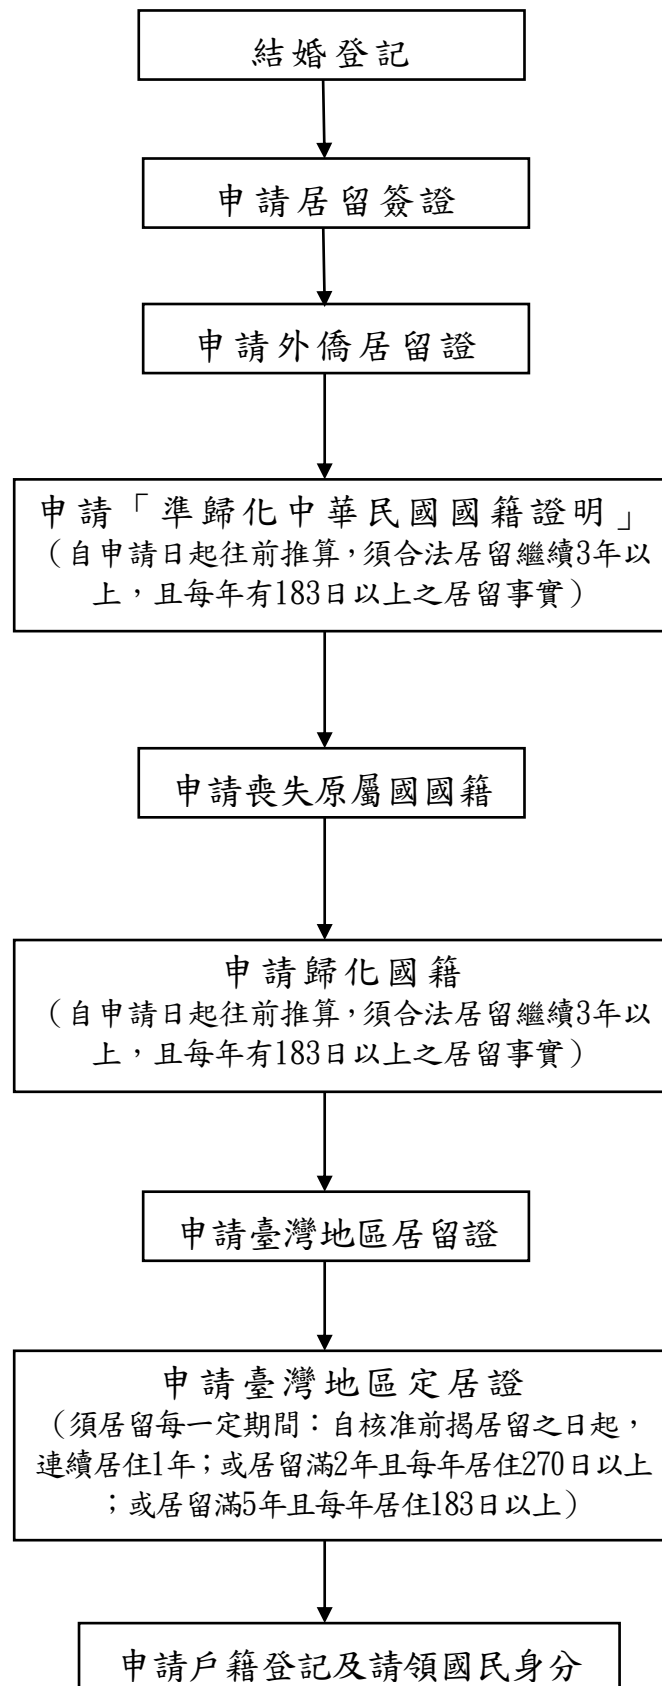 結婚登記
申請居留簽證
申請外僑居留證
申請「準歸化中華民國國籍證明」
（自申請日起往前推算，須合法居留繼續3年以
上，且每年有183日以上之居留事實）
申請喪失原屬國國籍
申請歸化國籍
（自申請日起往前推算，須合法居留繼續3年以
上，且每年有183日以上之居留事實）
申請臺灣地區居留證
申請臺灣地區定居證
（須居留每一定期間：自核准前揭居留之日起，
連續居住1年；或居留滿2年且每年居住270日以上
；或居留滿5年且每年居住183日以上）
申請戶籍登記及請領國民身分